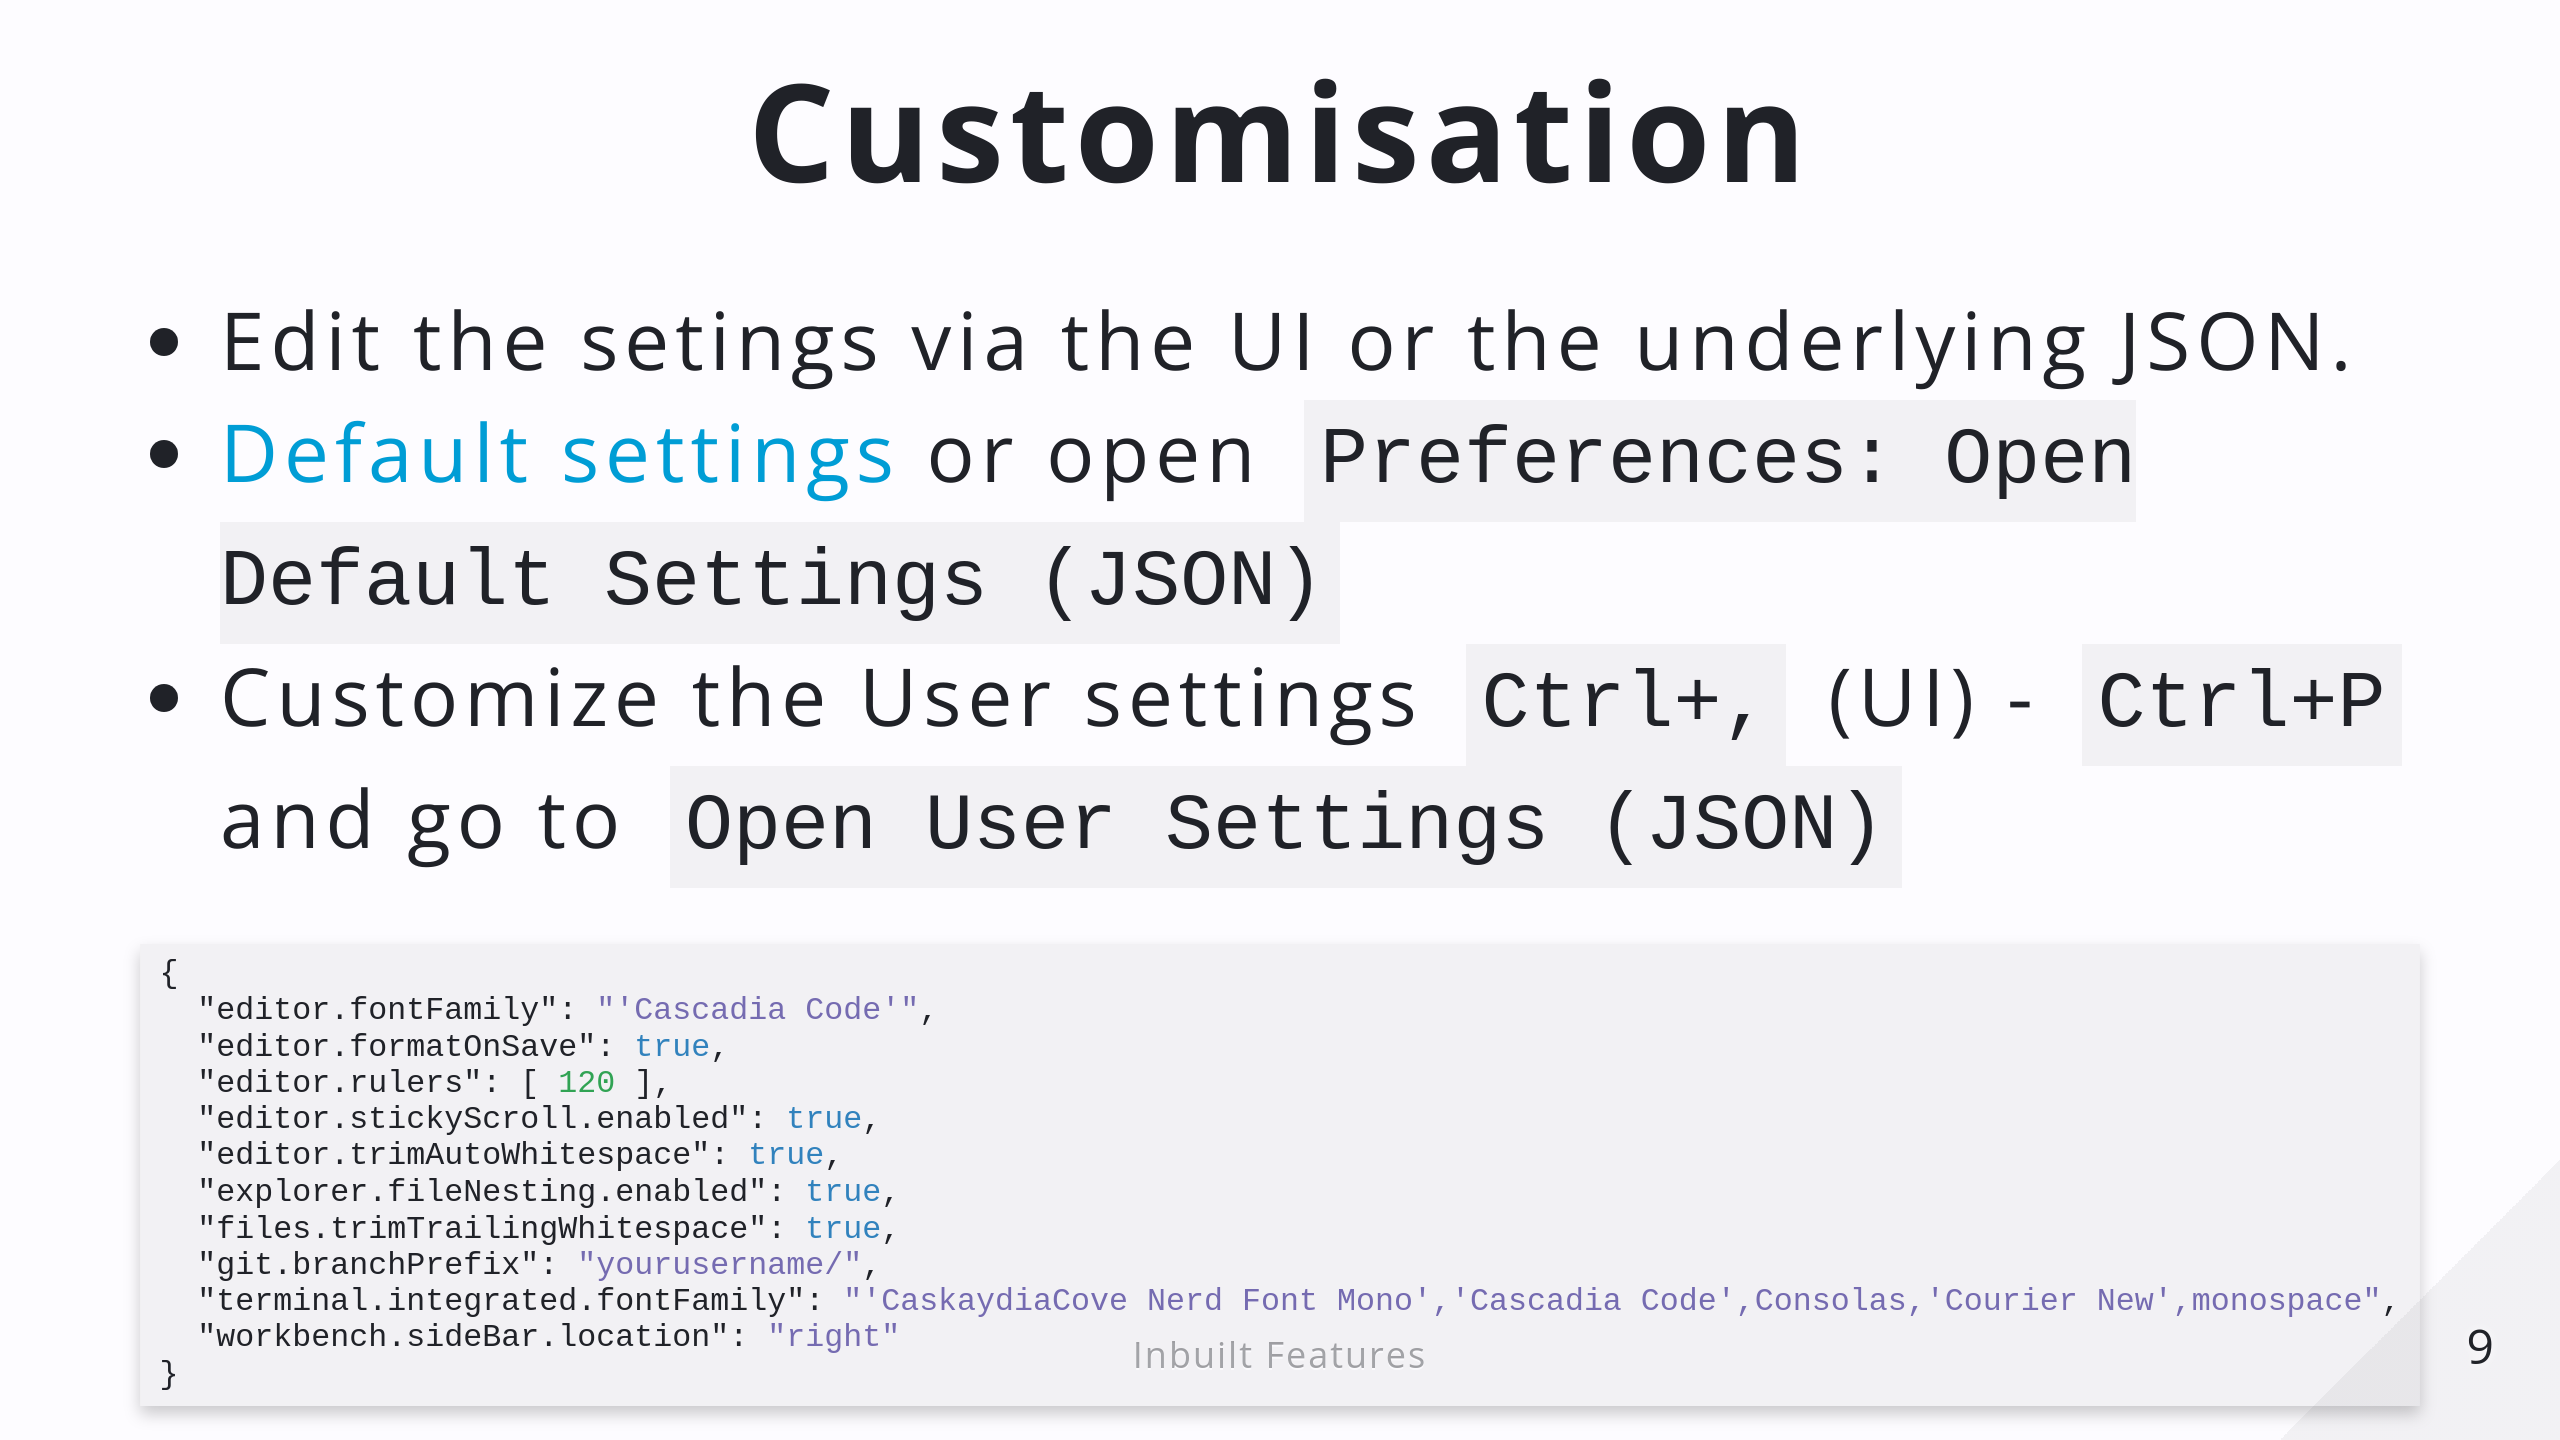 Customisation
• Edit the setings via the UI or the underlying JSON.
• Default settings or open Preferences: Open
Default Settings (JSON)
• Customize the User settings Ctrl+, (UI) - Ctrl+P
and go to Open User Settings (JSON)
{
  "editor.fontFamily": "'Cascadia Code'",
  "editor.formatOnSave": true,
  "editor.rulers": [ 120 ],
  "editor.stickyScroll.enabled": true,
  "editor.trimAutoWhitespace": true,
  "explorer.fileNesting.enabled": true,
  "files.trimTrailingWhitespace": true,
  "git.branchPrefix": "yourusername/",
  "terminal.integrated.fontFamily": "'CaskaydiaCove Nerd Font Mono','Cascadia Code',Consolas,'Courier New',monospace",
  "workbench.sideBar.location": "right"
}
Inbuilt Features
9